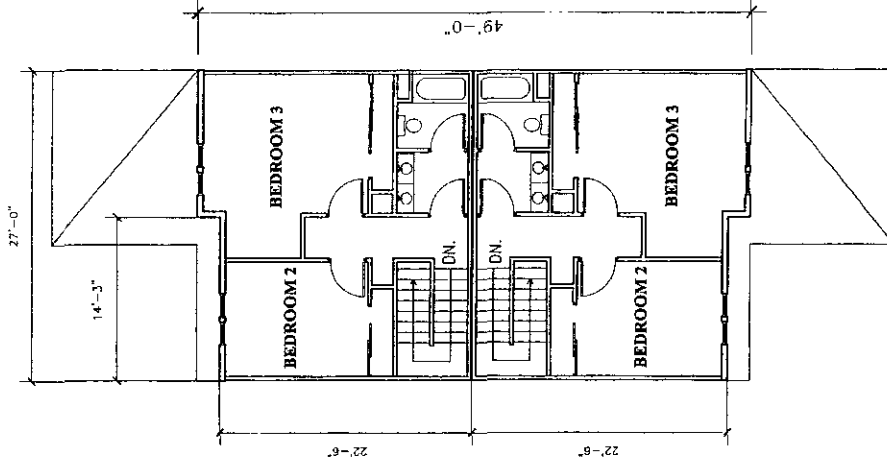 49'-0"
27'-0"
14'-3"
BEDROOM 3
BEDROOM 3
DN.
DN.
BEDROOM 2
BEDROOM 2
22'-6"
22'-6"